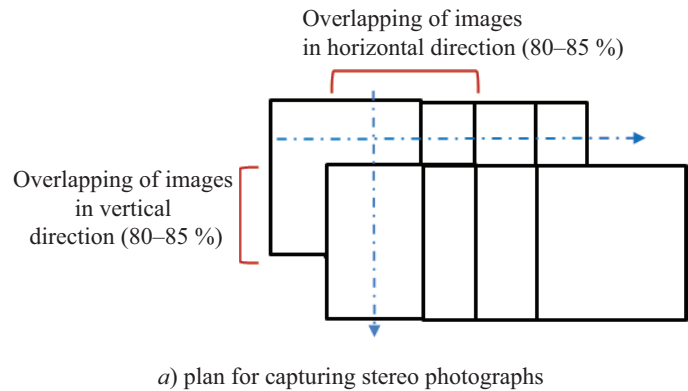 Overlapping of images
in horizontal direction (80–85 %)
Overlapping of images
in vertical
direction (80–85 %)
a) plan for capturing stereo photographs